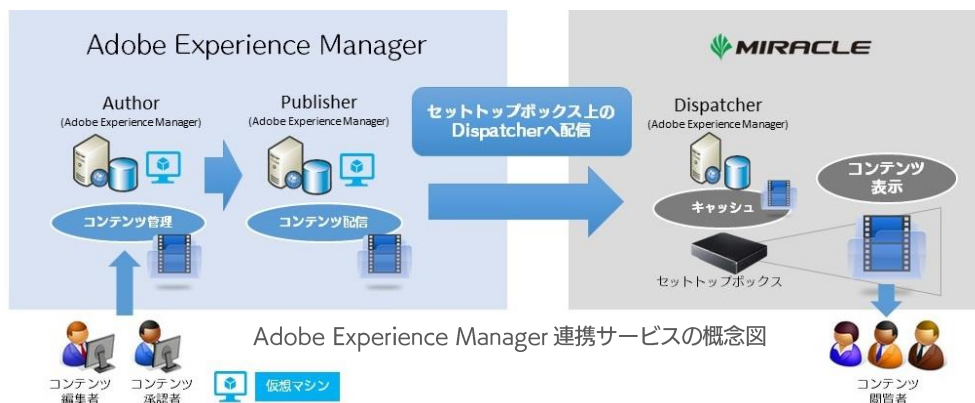 Adobe Experience Manager
MIRACLE
Author
(Adobe Experience Manager)
Publisher
(Adobe Experience Manager)
セットトップボックス上の
Dispatcherへ配信
Dispatcher
(Adobe Experience Manager)
コンテンツ管理
コンテンツ配信
キャッシュ
コンテンツ
表示
セットトップボックス
Adobe Experience Manager 連携サービスの概念図
コンテンツ
編集者
コンテンツ
承認者
仮想マシン
コンテンツ
閲覧者